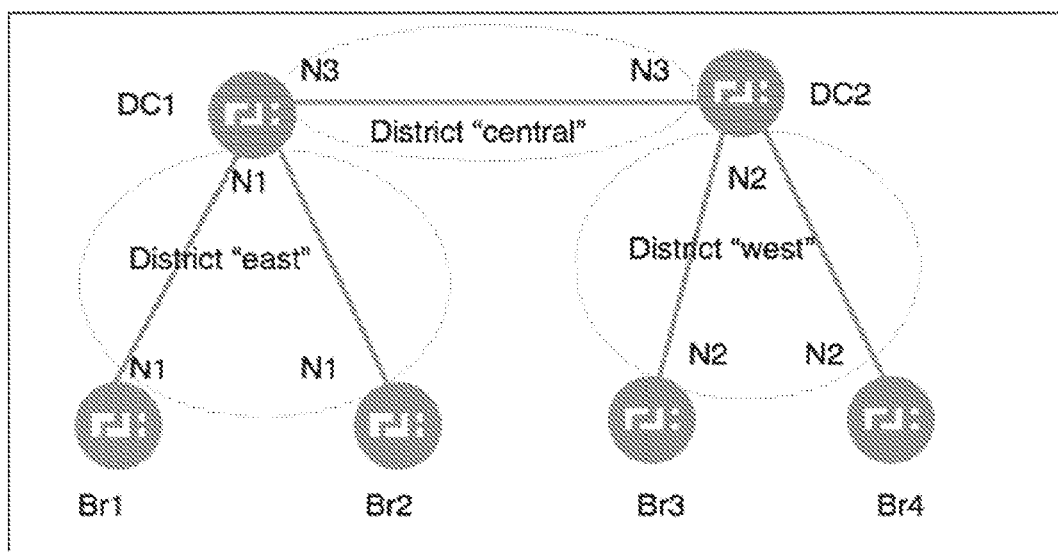 N3 N3
DC1 DC2
District "central"
N1 N2
District "east" District "west"
N1 N1 N2 N2
Br1 Br2 Br3 Br4